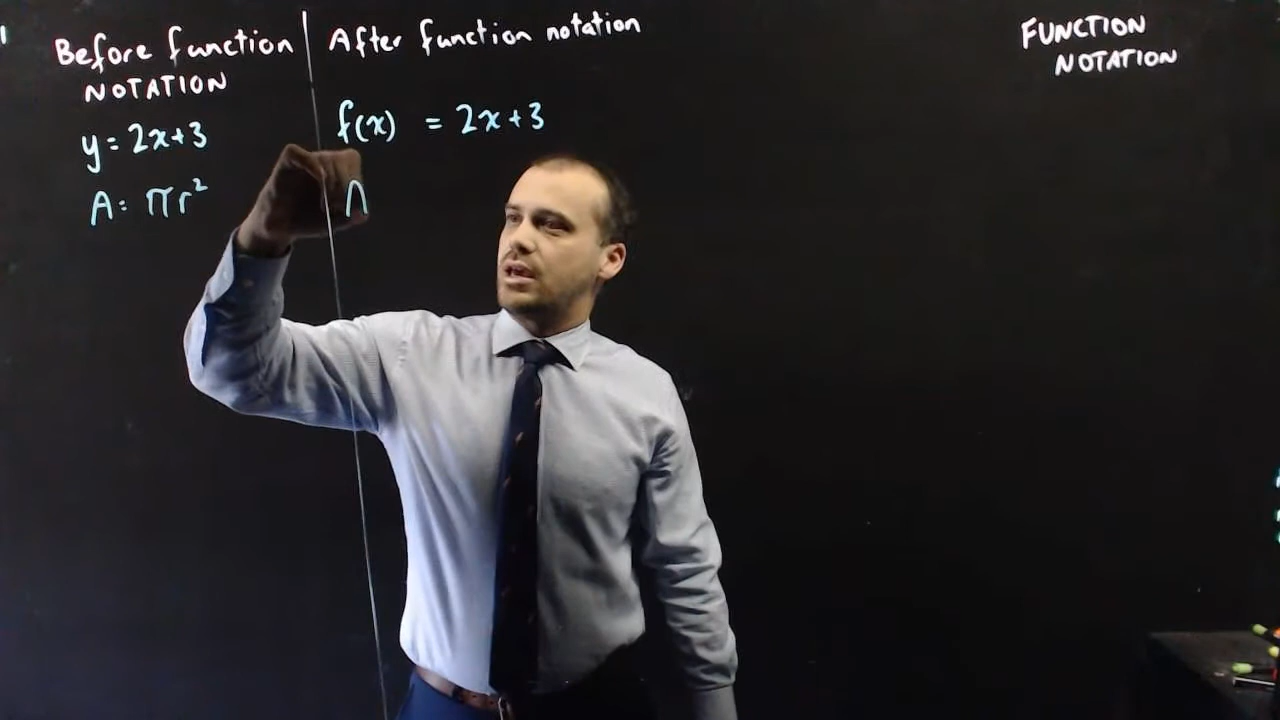 Before function
NOTATION
y = 2x+3
A = πr²
After function notation
f(x) = 2x+3
FUNCTION
NOTATION